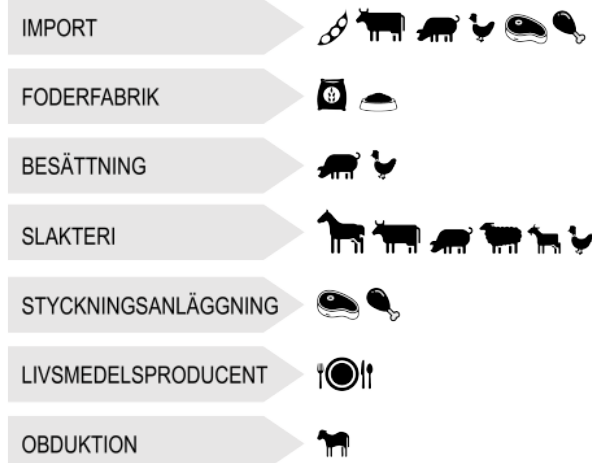 IMPORT
FODERFABRIK
BESÄTTNING
SLAKTERI
STYCKNINGSANLÄGGNING
LIVSMEDELSPRODUCENT
OBDUKTION